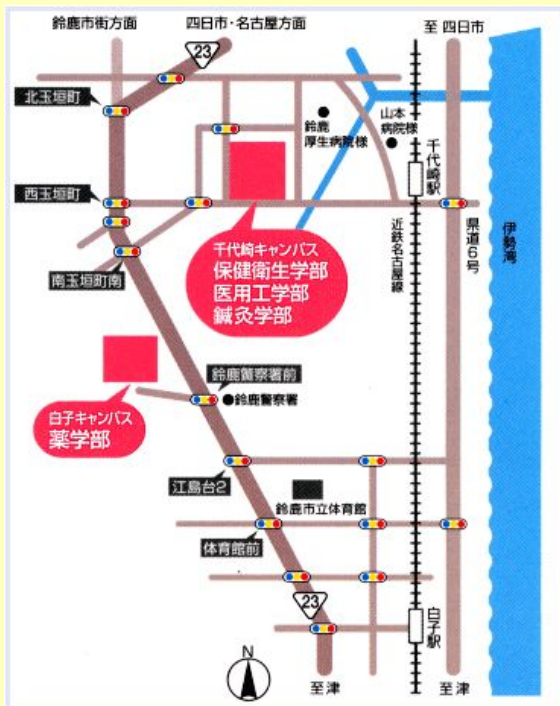 鈴鹿市街方面
四日市・名古屋方面
至 四日市
23
北玉垣町
鈴鹿
厚生病院様
山本
病院様
千代崎駅
西玉垣町
近鉄名古屋線
県道6号
伊勢湾
千代崎キャンパス
保健衛生学部
医用工学部
鍼灸学部
南玉垣町南
鈴鹿警察署前
鈴鹿警察署
白子キャンパス
薬学部
江島台2
鈴鹿市立体育館
体育館前
23
白子駅
N
至 津
至 津